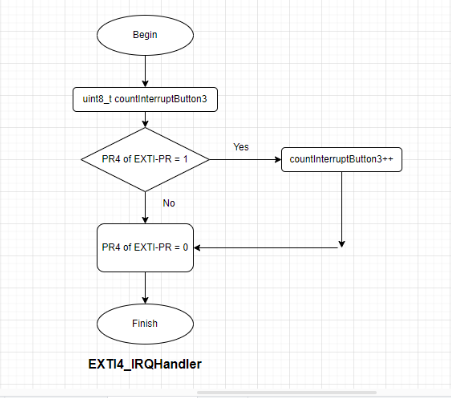 Begin
uint8_t countInterruptButton3
PR4 of EXTI-PR = 1
Yes
countInterruptButton3++
No
PR4 of EXTI-PR = 0
Finish
EXTI4_IRQHandler